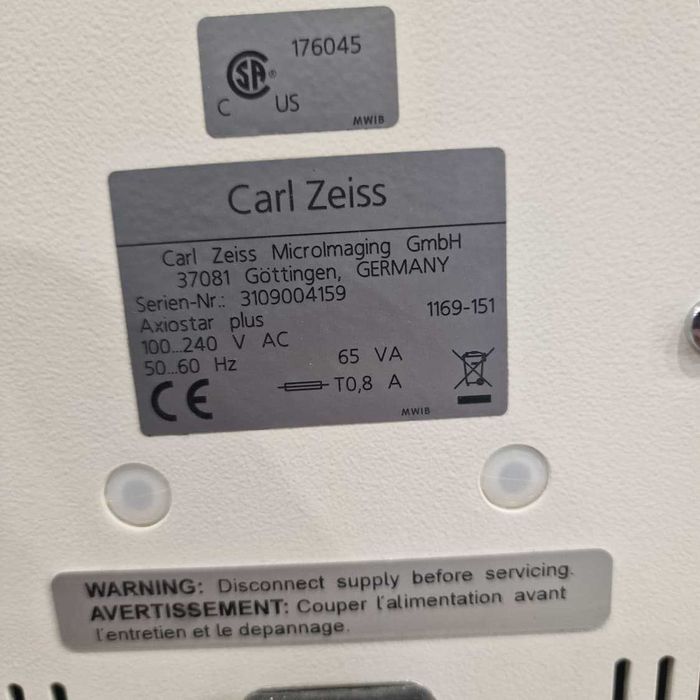 176045
SA
C US
MWIB
Carl Zeiss
Carl Zeiss MicroImaging GmbH
37081 Göttingen, GERMANY
Serien-Nr.: 3109004159
Axiostar plus 1169-151
100...240 V AC
50...60 Hz 65 VA
CE T0,8 A
MWIB
WARNING: Disconnect supply before servicing.
AVERTISSEMENT: Couper l'alimentation avant
l'entretien et le depannage.